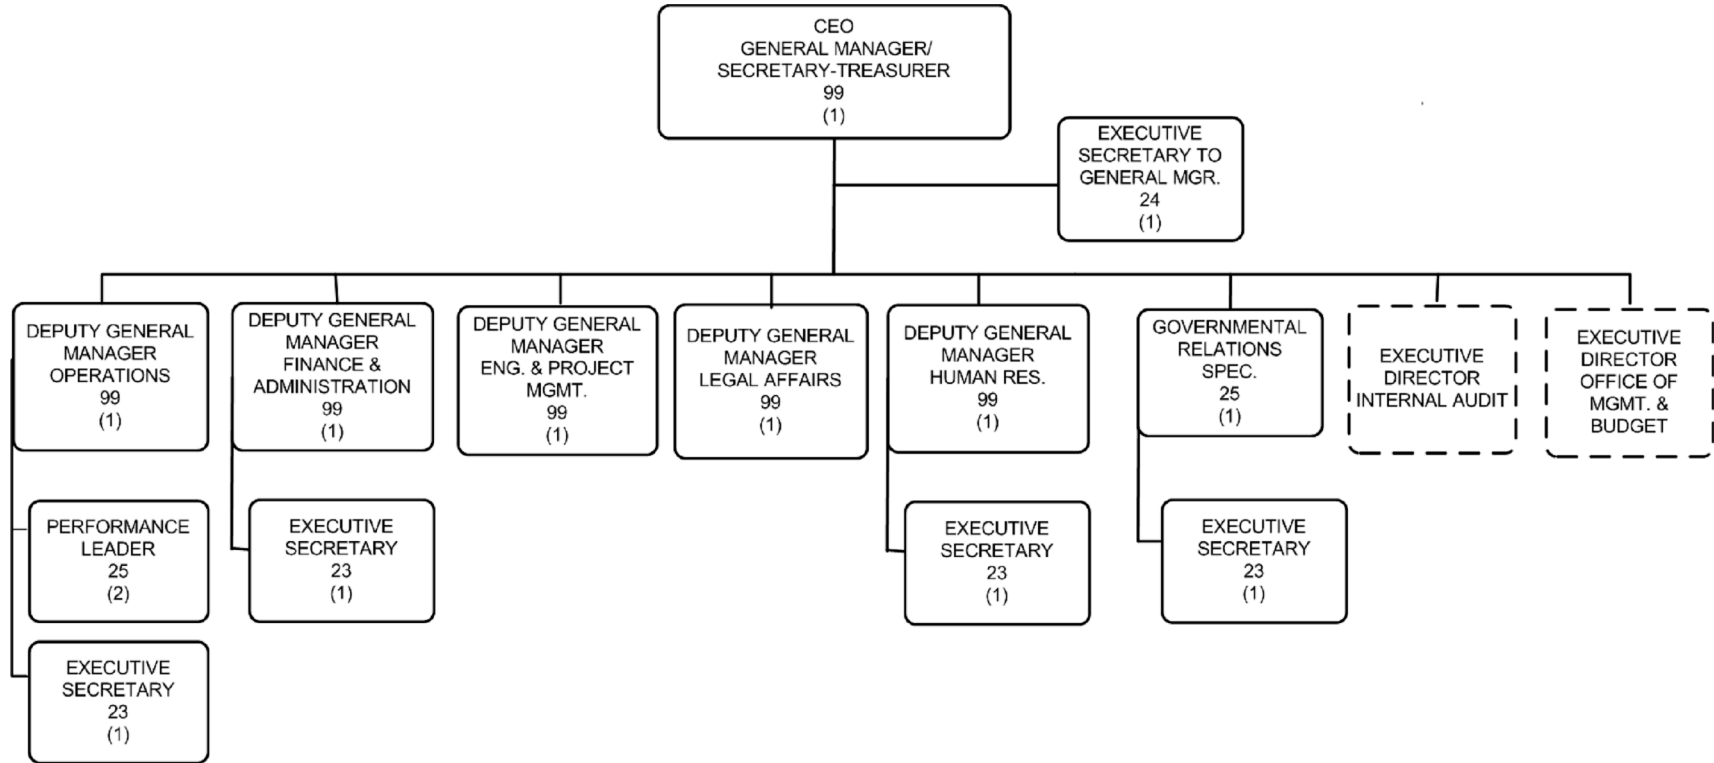 CEO
GENERAL MANAGER/
SECRETARY-TREASURER
99
(1)
EXECUTIVE
SECRETARY TO
GENERAL MGR.
24
(1)
DEPUTY GENERAL
MANAGER
OPERATIONS
99
(1)
DEPUTY GENERAL
MANAGER
FINANCE &
ADMINISTRATION
99
(1)
DEPUTY GENERAL
MANAGER
ENG. & PROJECT
MGMT.
99
(1)
DEPUTY GENERAL
MANAGER
LEGAL AFFAIRS
99
(1)
DEPUTY GENERAL
MANAGER
HUMAN RES.
99
(1)
GOVERNMENTAL
RELATIONS
SPEC.
25
(1)
EXECUTIVE
DIRECTOR
INTERNAL AUDIT
EXECUTIVE
DIRECTOR
OFFICE OF
MGMT. &
BUDGET
PERFORMANCE
LEADER
25
(2)
EXECUTIVE
SECRETARY
23
(1)
EXECUTIVE
SECRETARY
23
(1)
EXECUTIVE
SECRETARY
23
(1)
EXECUTIVE
SECRETARY
23
(1)